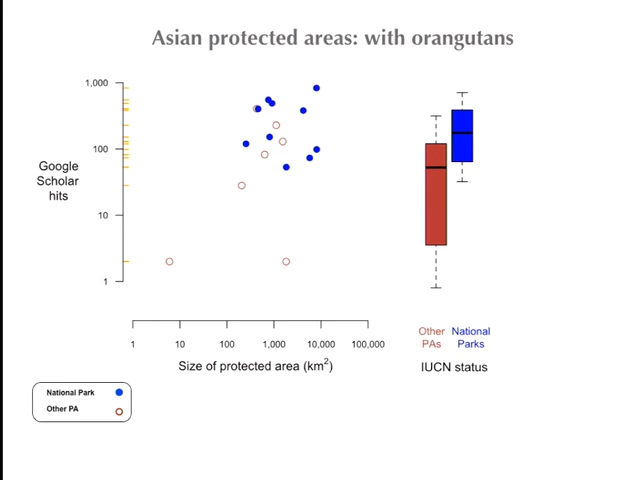 Asian protected areas: with orangutans
1,000
100
10
1
Google
Scholar
hits
1
10
100
1,000
10,000
100,000
Size of protected area (km²)
Other
PAs
National
Parks
IUCN status
National Park
Other PA